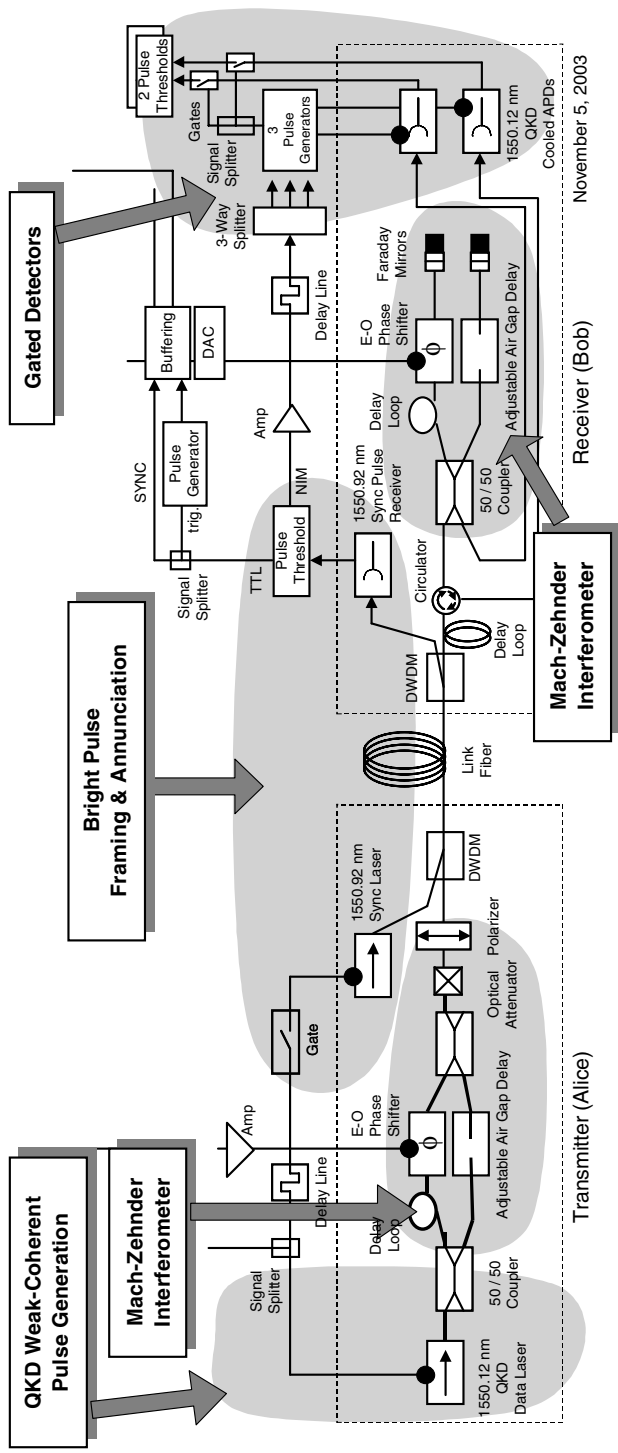 QKD Weak-Coherent
Pulse Generation
Mach-Zehnder
Interferometer
Bright Pulse
Framing & Annunciation
Gated Detectors
Signal
Splitter
Delay Line
Amp
Gate
E-O
Phase
Shifter
ϕ
Delay
Loop
1550.92 nm
Sync Laser
1550.12 nm
QKD
Data Laser
50 / 50
Coupler
Adjustable Air Gap Delay
Optical
Attenuator
Polarizer
DWDM
Transmitter (Alice)
Link
Fiber
SYNC
Signal
Splitter
trig.
Pulse
Generator
Buffering
DAC
TTL
Pulse
Threshold
NIM
Amp
Delay Line
3-Way
Splitter
3
Pulse
Generators
Signal
Splitter
Gates
2 Pulse
Thresholds
1550.92 nm
Sync Pulse
Receiver
DWDM
Circulator
Delay
Loop
50 / 50
Coupler
Delay
Loop
E-O
Phase
Shifter
ϕ
Faraday
Mirrors
Adjustable Air Gap Delay
1550.12 nm
QKD
Cooled APDs
Mach-Zehnder
Interferometer
Receiver (Bob)
November 5, 2003